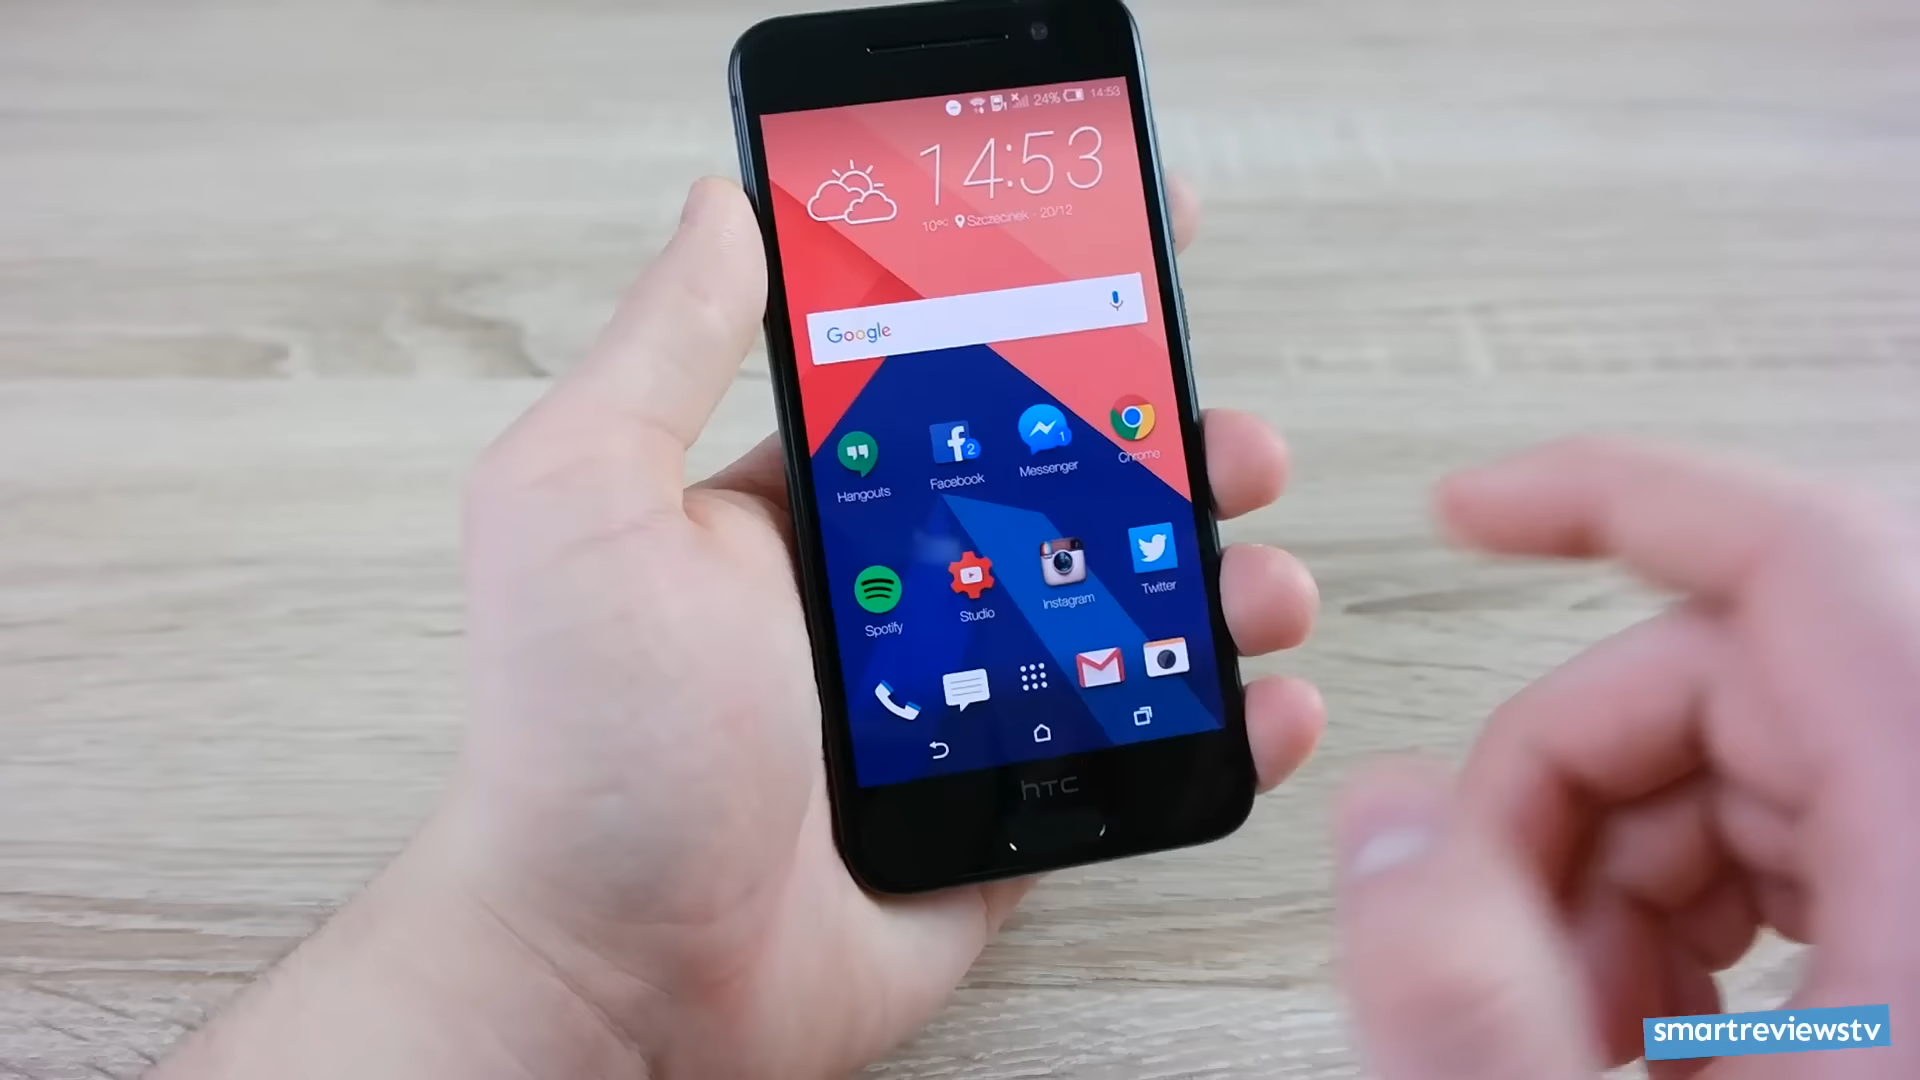 24% 14:53
14:53
10°C Szczecinek - 20/12
Google
Hangouts
Facebook 2
Messenger 1
Chrome
Spotify
Studio
Instagram
Twitter
hTC
smartreviewstv